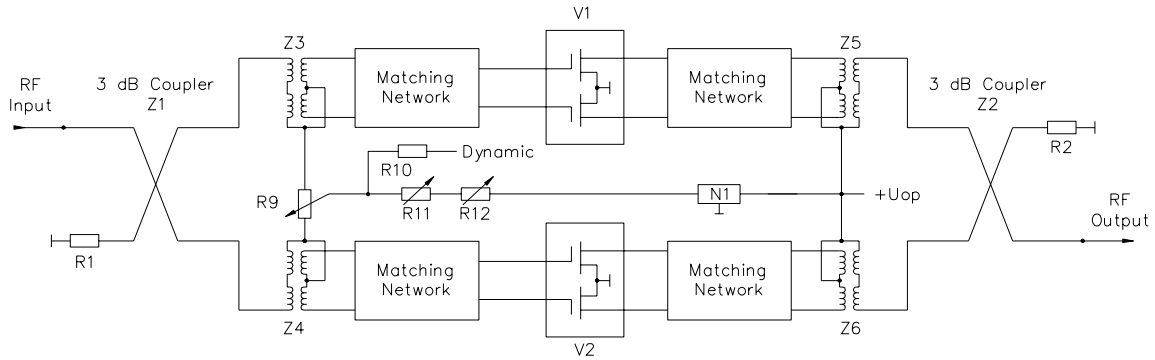 V1
Z3
Z5
RF
Input
3 dB Coupler
Z1
Matching
Network
Matching
Network
3 dB Coupler
Z2
R2
Dynamic
R10
R9
R11
R12
N1
+Uop
RF
Output
R1
Matching
Network
Matching
Network
Z4
Z6
V2